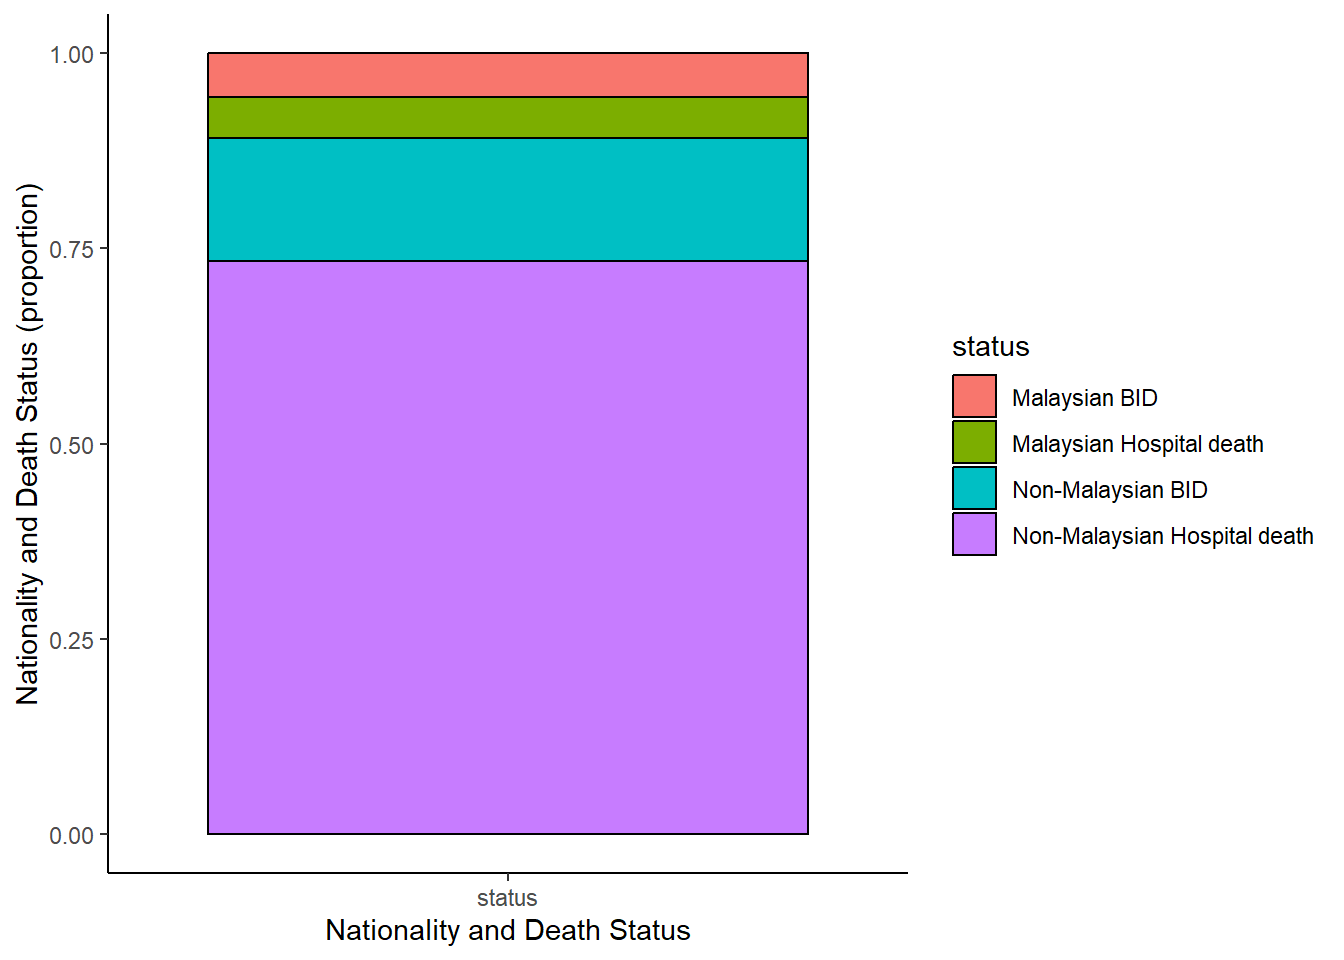 Nationality and Death Status (proportion)
1.00
0.75
0.50
0.25
0.00
status
Nationality and Death Status
status
Malaysian BID
Malaysian Hospital death
Non-Malaysian BID
Non-Malaysian Hospital death